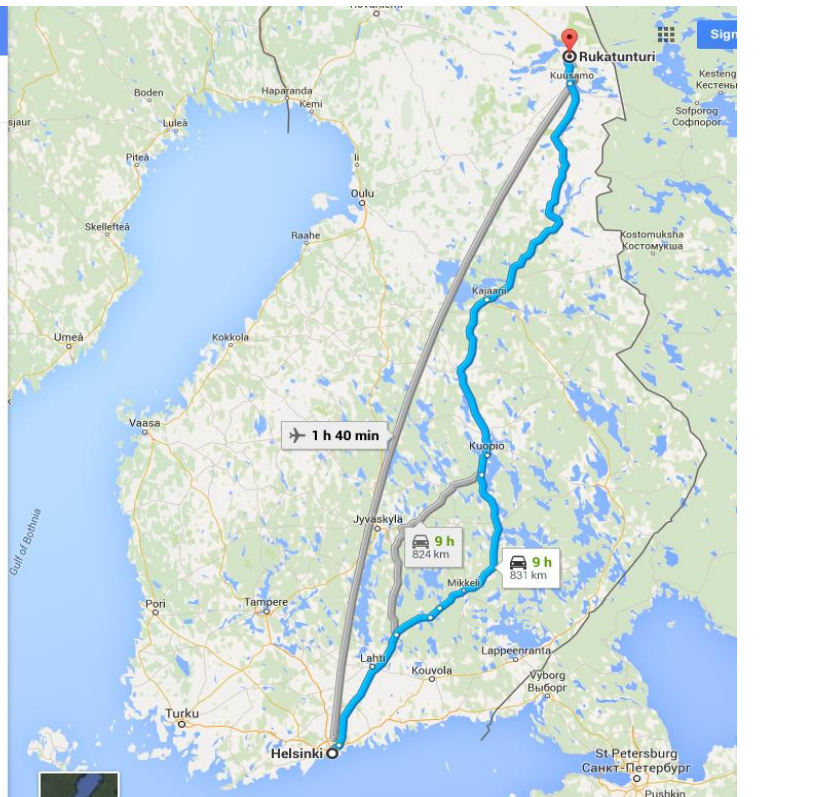 Sign
Rukatunturi
Kuusamo
Kesteng
Boden
Haparanda
Kemi
Sofporog
Софпорог
Luleå
sjaur
Piteå
Ii
Oulu
Skellefteå
Raahe
Kostomuksha
Костомукша
Kajaani
Umeå
Kokkola
Vaasa
1 h 40 min
Kuopio
Gulf of Bothnia
Jyvaskylä
9 h
824 km
9 h
831 km
Mikkeli
Pori
Tampere
Lahti
Kouvola
Lappeenranta
Vyborg
Выборг
Turku
Helsinki
St Petersburg
Санкт-Петербург
Pushkin